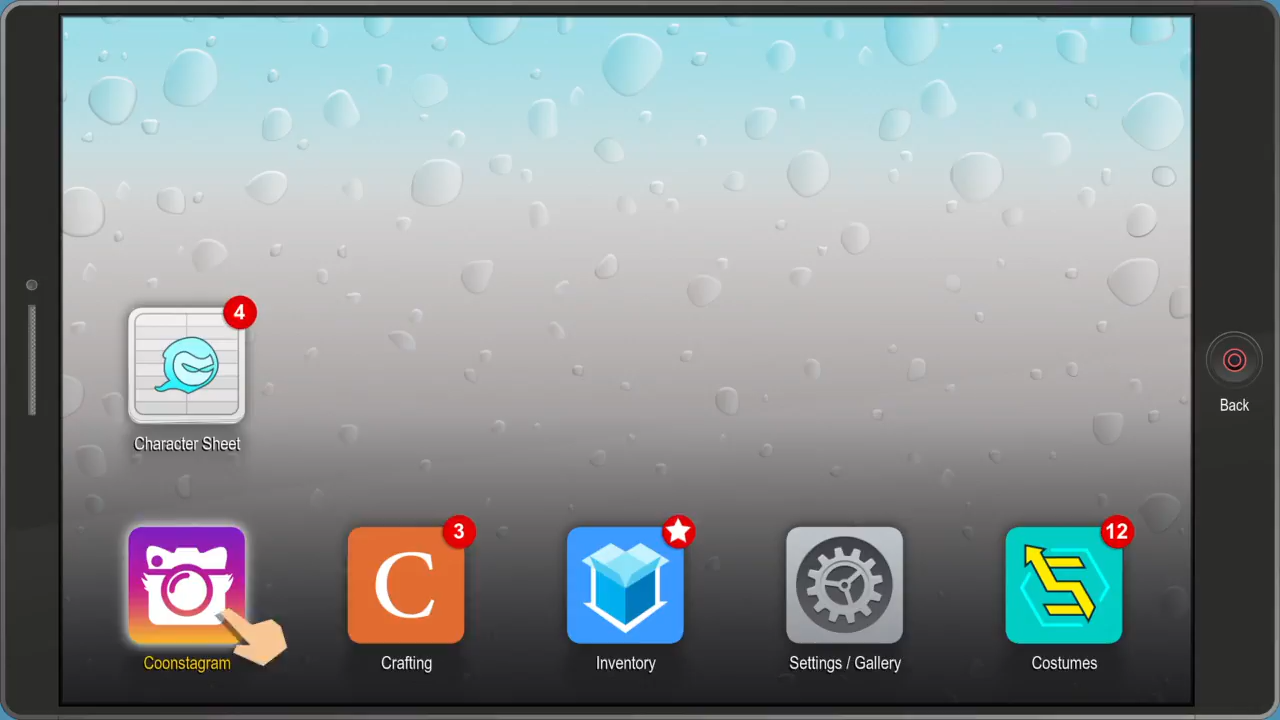 4
Character Sheet
Back
3
12
C
Coonstagram
Crafting
Inventory
Settings / Gallery
Costumes